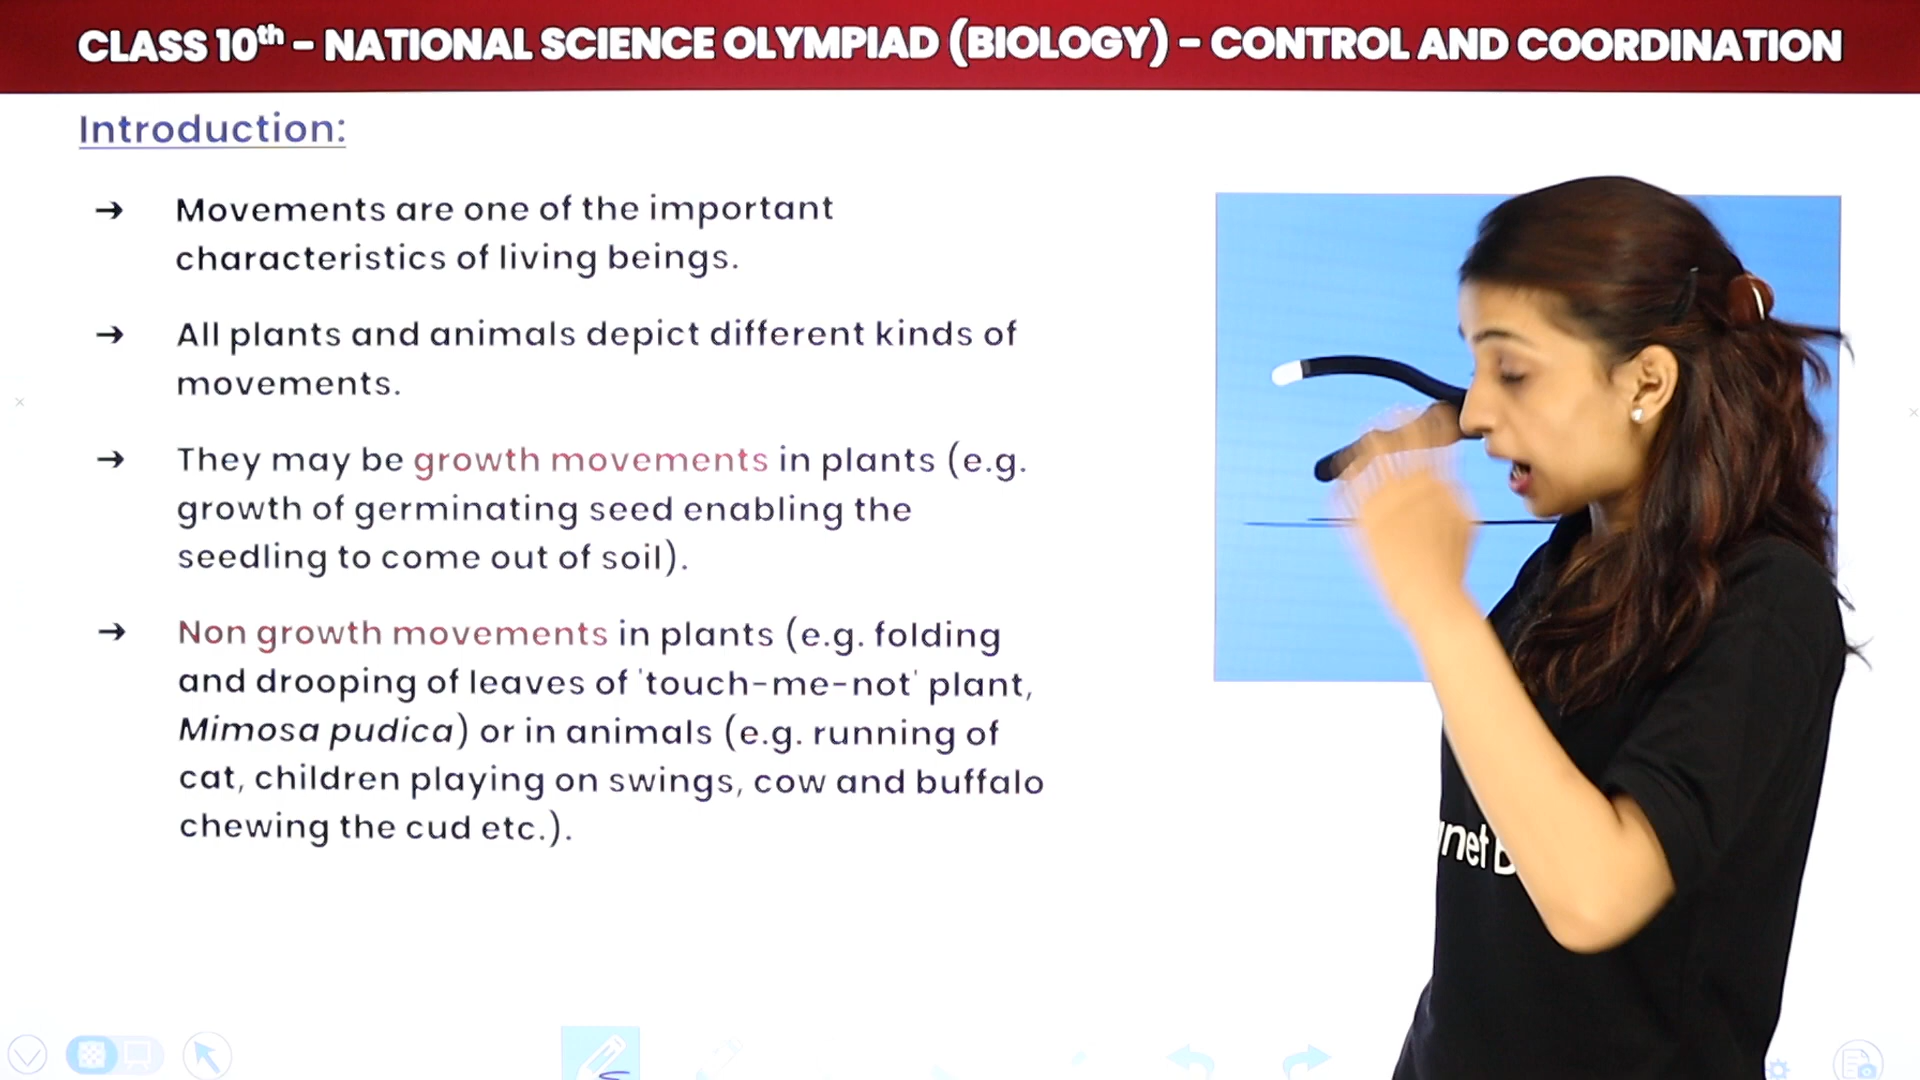 CLASS 10th – NATIONAL SCIENCE OLYMPIAD (BIOLOGY) – CONTROL AND COORDINATION
Introduction:
→ Movements are one of the important
characteristics of living beings.
→ All plants and animals depict different kinds of
movements.
→ They may be growth movements in plants (e.g.
growth of germinating seed enabling the
seedling to come out of soil).
→ Non growth movements in plants (e.g. folding
and drooping of leaves of 'touch-me-not' plant,
Mimosa pudica) or in animals (e.g. running of
cat, children playing on swings, cow and buffalo
chewing the cud etc.).